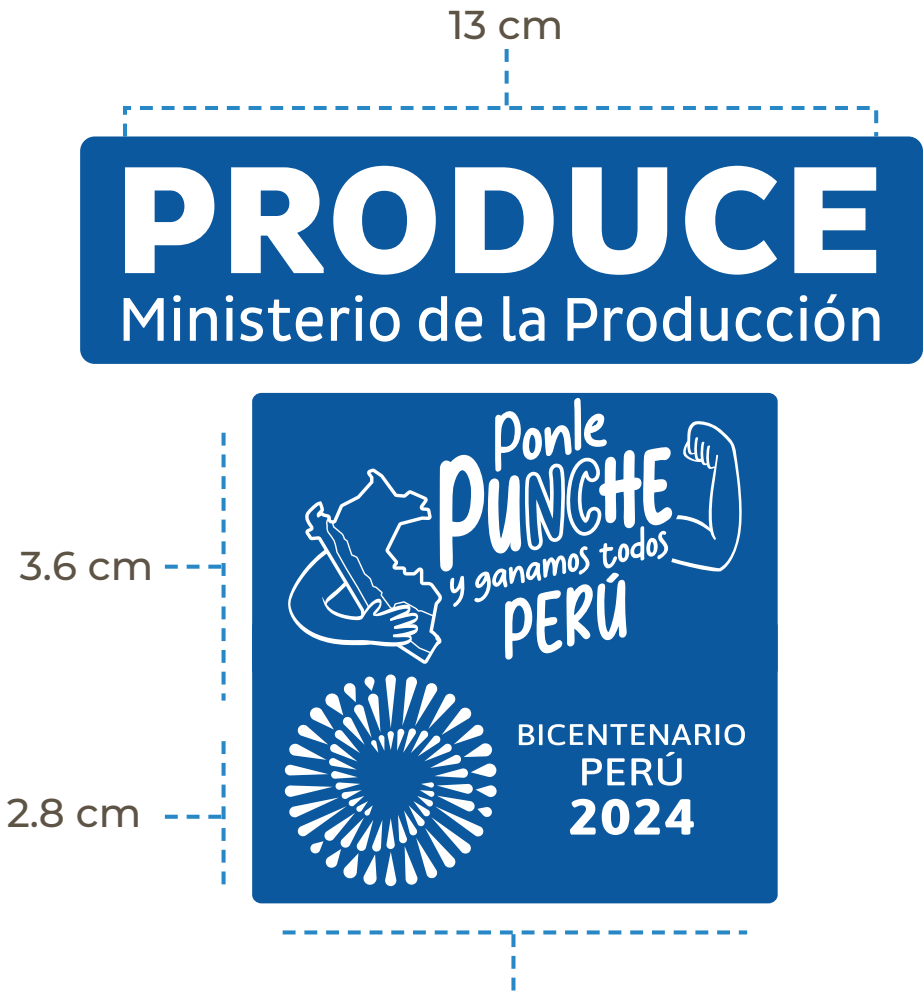 13 cm
PRODUCE
Ministerio de la Producción
Ponle
PUNCHE
y ganamos todos
PERÚ
3.6 cm
BICENTENARIO
PERÚ
2024
2.8 cm